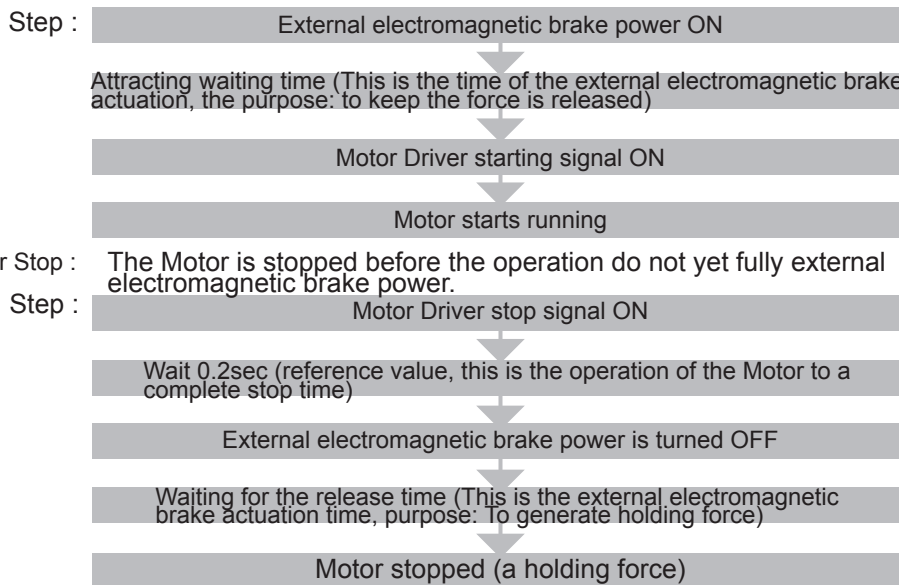 Step :
External electromagnetic brake power ON
Attracting waiting time (This is the time of the external electromagnetic brake
actuation, the purpose: to keep the force is released)
Motor Driver starting signal ON
Motor starts running
r Stop :
The Motor is stopped before the operation do not yet fully external
electromagnetic brake power.
Step :
Motor Driver stop signal ON
Wait 0.2sec (reference value, this is the operation of the Motor to a
complete stop time)
External electromagnetic brake power is turned OFF
Waiting for the release time (This is the external electromagnetic
brake actuation time, purpose: To generate holding force)
Motor stopped (a holding force)